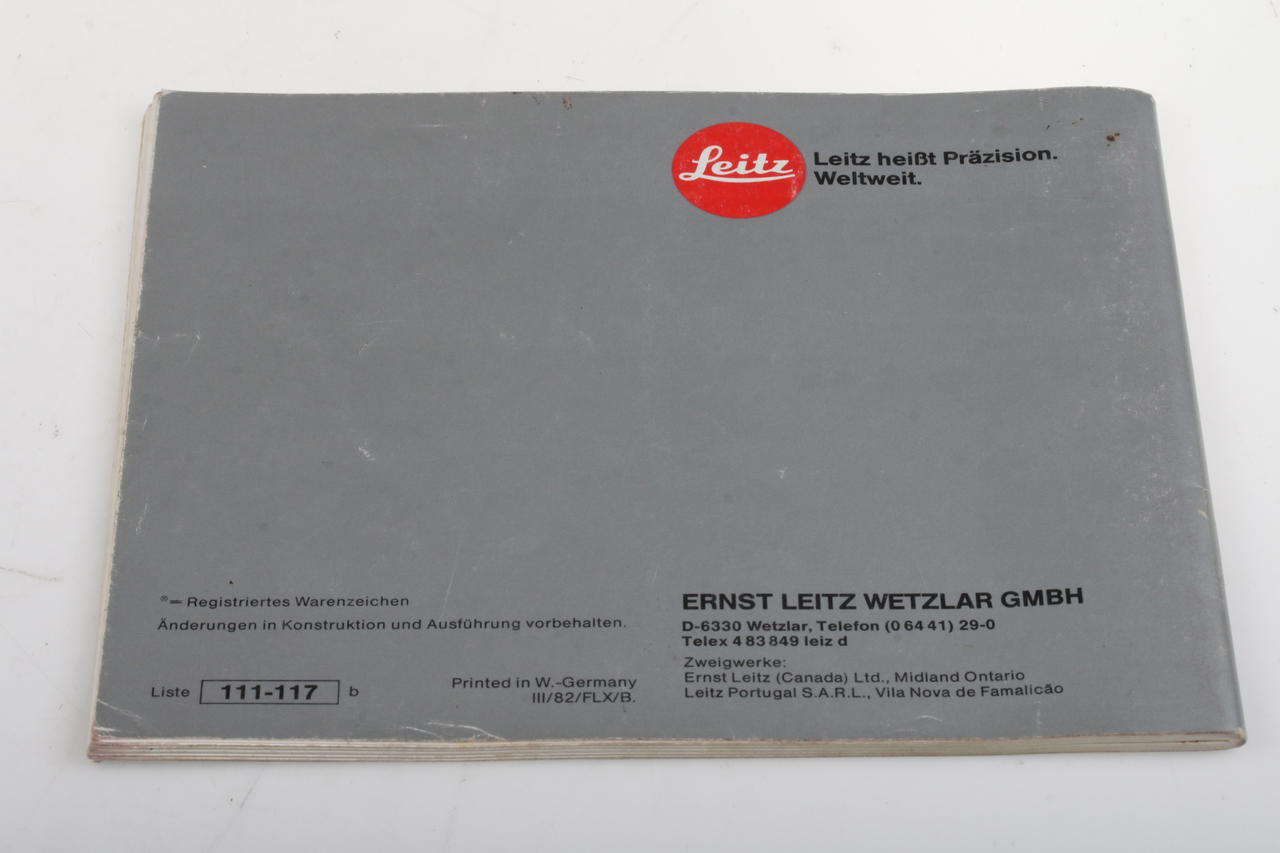 Leitz
Leitz heißt Präzision.
Weltweit.
®= Registriertes Warenzeichen
Änderungen in Konstruktion und Ausführung vorbehalten.
Liste 111-117 b
Printed in W.-Germany
III/82/FLX/B.
ERNST LEITZ WETZLAR GMBH
D-6330 Wetzlar, Telefon (0 64 41) 29-0
Telex 4 83 849 leiz d
Zweigwerke:
Ernst Leitz (Canada) Ltd., Midland Ontario
Leitz Portugal S.A.R.L., Vila Nova de Famalicão